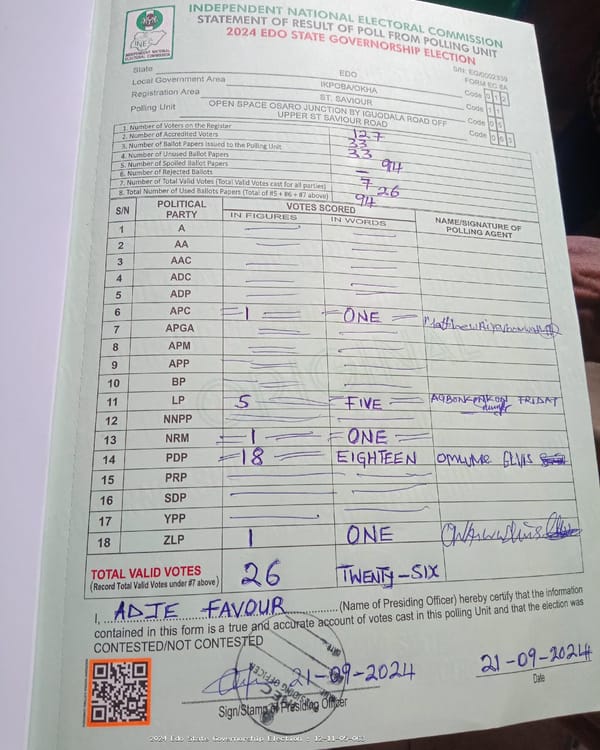 INDEPENDENT NATIONAL ELECTORAL COMMISSION
STATEMENT OF RESULT OF POLL FROM POLLING UNIT
2024 EDO STATE GOVERNORSHIP ELECTION
INEC
INDEPENDENT NATIONAL ELECTORAL COMMISSION
FORM EC 8A
State EDO Code 1 2
Local Government Area IKPOBA/OKHA Code 1 1
Registration Area ST. SAVIOUR Code 0 5
Polling Unit OPEN SPACE OSARO JUNCTION BY IGUODALA ROAD OFF UPPER ST SAVIOUR ROAD Code 0 6 3
1. Number of Voters on the Register 127
2. Number of Accredited Voters 33
3. Number of Ballot Papers Issued to the Polling Unit
4. Number of Unused Ballot Papers 94
5. Number of Spoiled Ballot Papers –
6. Number of Rejected Ballots 7
7. Number of Total Valid Votes (Total Valid Votes cast for all parties) 26
8. Total Number of Used Ballots Papers (Total of #5 + #6 + #7 above) 94
S/N POLITICAL PARTY VOTES SCORED NAME/SIGNATURE OF POLLING AGENT
IN FIGURES IN WORDS
1 A
2 AA
3 AAC
4 ADC
5 ADP
6 APC 1 ONE
7 APGA
8 APM
9 APP
10 BP
11 LP 5 FIVE FRIDAY
12 NNPP
13 NRM 1 ONE
14 PDP 18 EIGHTEEN ELVIS
15 PRP
16 SDP
17 YPP
18 ZLP 1 ONE
TOTAL VALID VOTES 26 TWENTY-SIX
(Record Total Valid Votes under #7 above)
I, ADJE FAVOUR (Name of Presiding Officer) hereby certify that the information
contained in this form is a true and accurate account of votes cast in this polling Unit and that the election was
CONTESTED/NOT CONTESTED
21-09-2024 21-09-2024
Sign/Stamp of Presiding Officer Date
2024 Edo State Governorship Election - 12-11-05-063